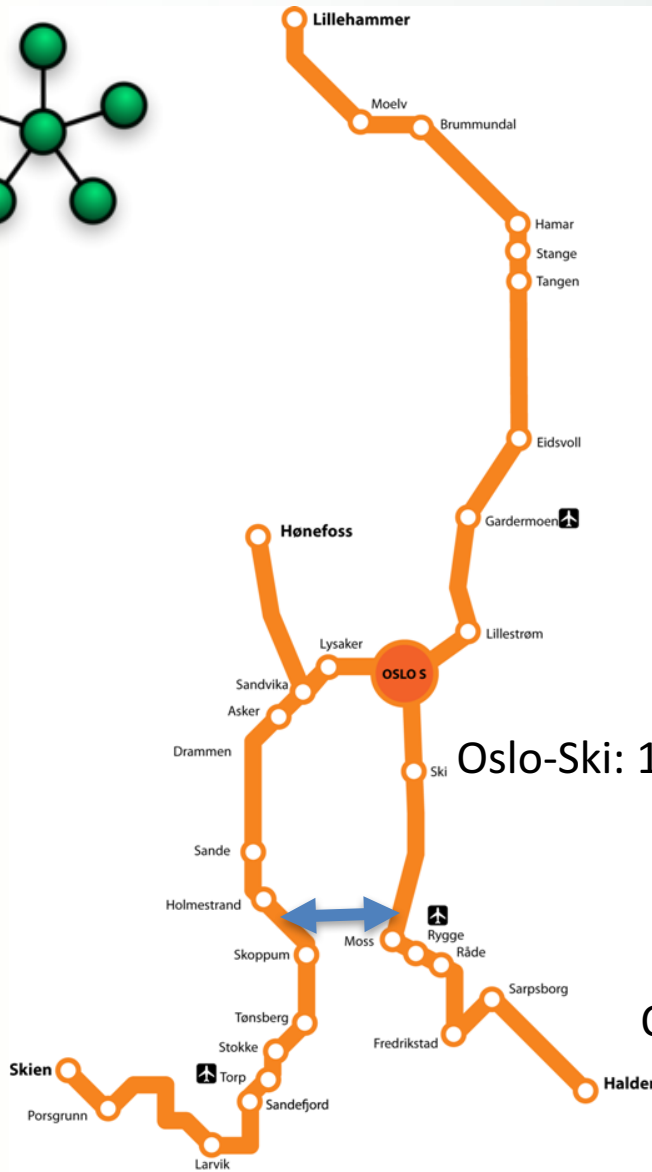 Lillehammer
Moelv
Brummundal
Hamar
Stange
Tangen
Eidsvoll
Gardermoen
Hønefoss
Lillestrøm
Lysaker
OSLO S
Sandvika
Asker
Drammen
Ski
Oslo-Ski: 1
Sande
Holmestrand
Moss
Rygge
Råde
Skoppum
Sarpsborg
Tønsberg
Fredrikstad
Stokke
Skien
Torp
Halden
Sandefjord
Porsgrunn
Larvik